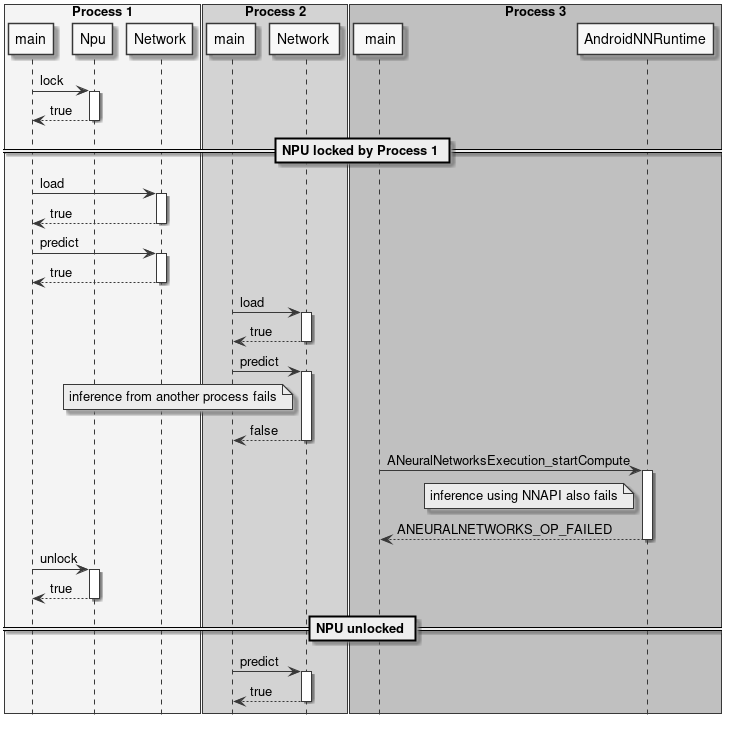 Process 1
Process 2
Process 3
main
Npu
Network
main
Network
main
AndroidNNRuntime
lock
true
NPU locked by Process 1
load
true
predict
true
load
true
predict
inference from another process fails
false
ANeuralNetworksExecution_startCompute
inference using NNAPI also fails
ANEURALNETWORKS_OP_FAILED
unlock
true
NPU unlocked
predict
true